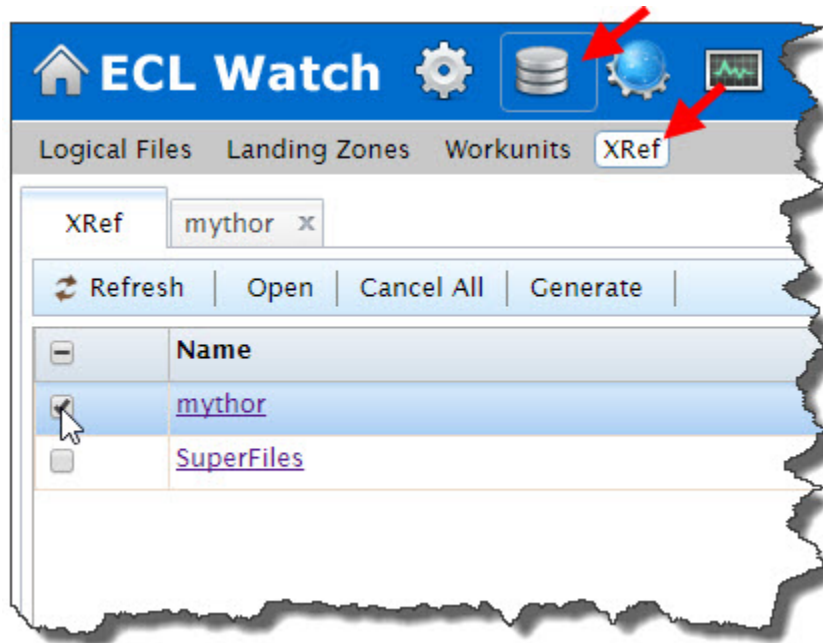 ECL Watch
Logical Files Landing Zones Workunits XRef
XRef mythor x
Refresh Open Cancel All Generate
Name
mythor
SuperFiles